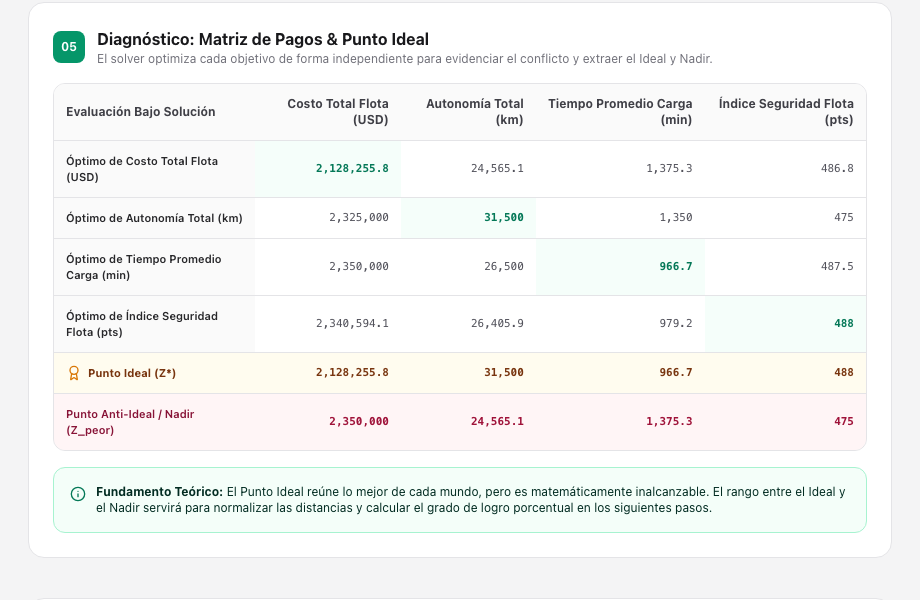 05
Diagnóstico: Matriz de Pagos & Punto Ideal
El solver optimiza cada objetivo de forma independiente para evidenciar el conflicto y extraer el Ideal y Nadir.
Evaluación Bajo Solución
Costo Total Flota
(USD)
Autonomía Total
(km)
Tiempo Promedio Carga
(min)
Índice Seguridad Flota
(pts)
Óptimo de Costo Total Flota
(USD)
2,128,255.8
24,565.1
1,375.3
486.8
Óptimo de Autonomía Total (km)
2,325,000
31,500
1,350
475
Óptimo de Tiempo Promedio
Carga (min)
2,350,000
26,500
966.7
487.5
Óptimo de Índice Seguridad
Flota (pts)
2,340,594.1
26,405.9
979.2
488
Punto Ideal (Z*)
2,128,255.8
31,500
966.7
488
Punto Anti-Ideal / Nadir
(Z_peor)
2,350,000
24,565.1
1,375.3
475
Fundamento Teórico: El Punto Ideal reúne lo mejor de cada mundo, pero es matemáticamente inalcanzable. El rango entre el Ideal y
el Nadir servirá para normalizar las distancias y calcular el grado de logro porcentual en los siguientes pasos.